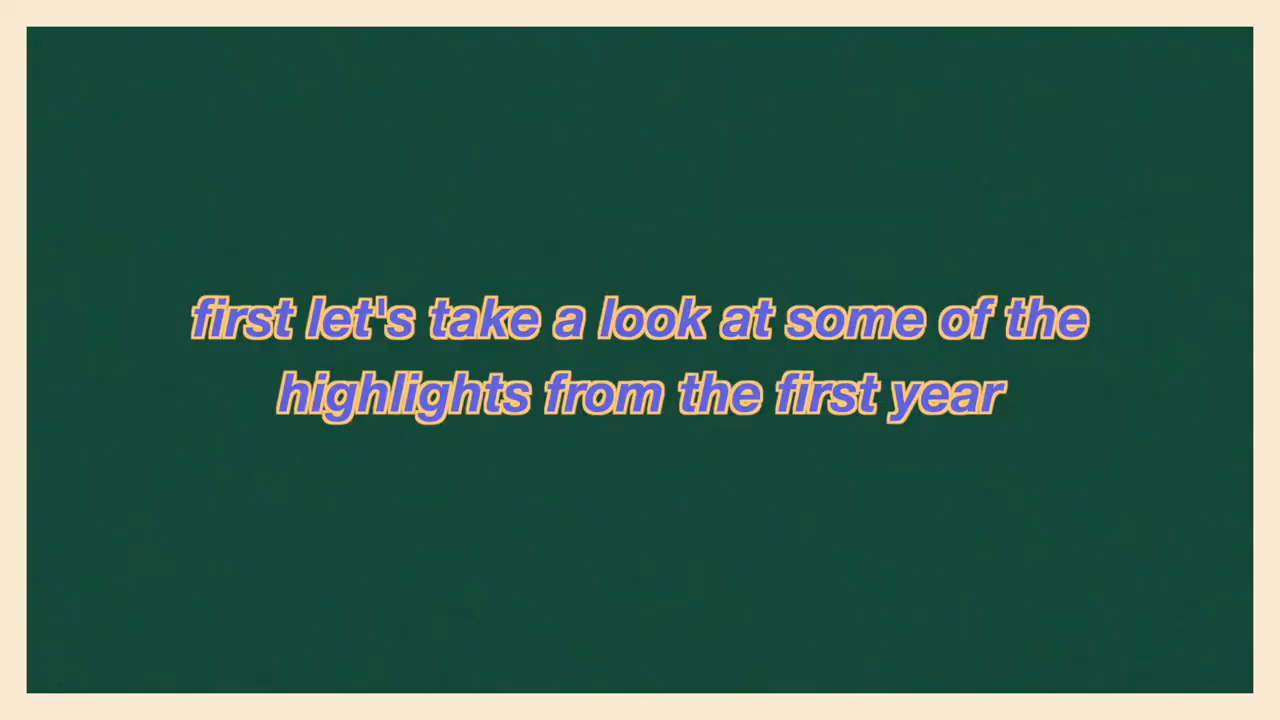 first let's take a look at some of the
highlights from the first year